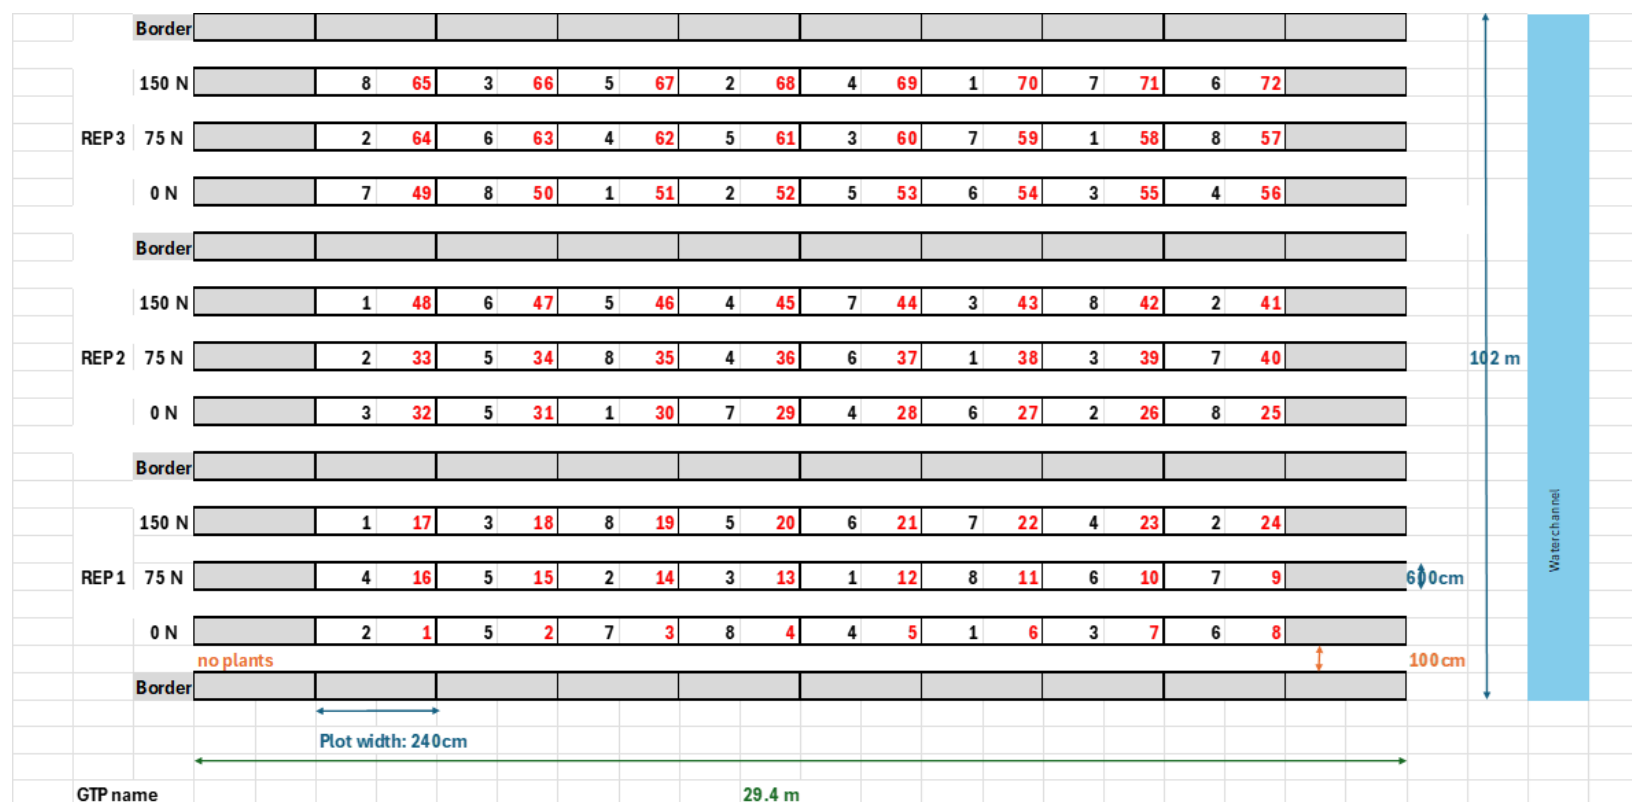 Border
150 N 8 65 3 66 5 67 2 68 4 69 1 70 7 71 6 72
REP 3 75 N 2 64 6 63 4 62 5 61 3 60 7 59 1 58 8 57
0 N 7 49 8 50 1 51 2 52 5 53 6 54 3 55 4 56
Border
150 N 1 48 6 47 5 46 4 45 7 44 3 43 8 42 2 41
REP 2 75 N 2 33 5 34 8 35 4 36 6 37 1 38 3 39 7 40 102 m
0 N 3 32 5 31 1 30 7 29 4 28 6 27 2 26 8 25
Border
150 N 1 17 3 18 8 19 5 20 6 21 7 22 4 23 2 24
Waterchannel
REP 1 75 N 4 16 5 15 2 14 3 13 1 12 8 11 6 10 7 9 600cm
0 N 2 1 5 2 7 3 8 4 4 5 1 6 3 7 6 8
no plants 100cm
Border
Plot width: 240cm
GTP name 29.4 m